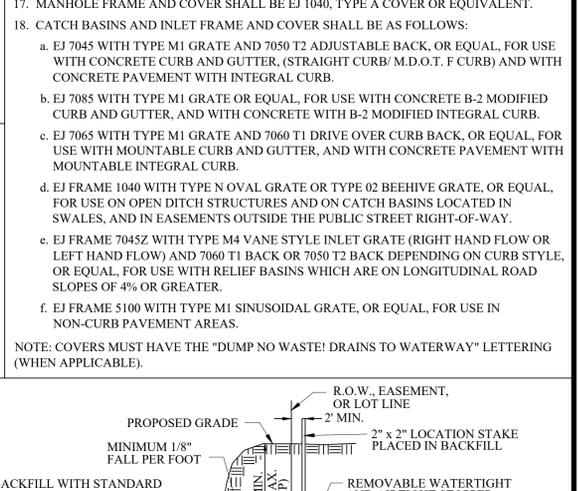 17. MANHOLE FRAME AND COVER SHALL BE EJ 1040, TYPE A COVER OR EQUIVALENT.
18. CATCH BASINS AND INLET FRAME AND COVER SHALL BE AS FOLLOWS:
a. EJ 7045 WITH TYPE M1 GRATE AND 7050 T2 ADJUSTABLE BACK, OR EQUAL, FOR USE
WITH CONCRETE CURB AND GUTTER, (STRAIGHT CURB/ M.D.O.T. F CURB) AND WITH
CONCRETE PAVEMENT WITH INTEGRAL CURB.
b. EJ 7085 WITH TYPE M1 GRATE OR EQUAL, FOR USE WITH CONCRETE B-2 MODIFIED
CURB AND GUTTER, AND WITH CONCRETE WITH B-2 MODIFIED INTEGRAL CURB.
c. EJ 7065 WITH TYPE M1 GRATE AND 7060 T1 DRIVE OVER CURB BACK, OR EQUAL, FOR
USE WITH MOUNTABLE CURB AND GUTTER, AND WITH CONCRETE PAVEMENT WITH
MOUNTABLE INTEGRAL CURB.
d. EJ FRAME 1040 WITH TYPE N OVAL GRATE OR TYPE 02 BEEHIVE GRATE, OR EQUAL,
FOR USE ON OPEN DITCH STRUCTURES AND ON CATCH BASINS LOCATED IN
SWALES, AND IN EASEMENTS OUTSIDE THE PUBLIC STREET RIGHT-OF-WAY.
e. EJ FRAME 7045Z WITH TYPE M4 VANE STYLE INLET GRATE (RIGHT HAND FLOW OR
LEFT HAND FLOW) AND 7060 T1 BACK OR 7050 T2 BACK DEPENDING ON CURB STYLE,
OR EQUAL, FOR USE WITH RELIEF BASINS WHICH ARE ON LONGITUDINAL ROAD
SLOPES OF 4% OR GREATER.
f. EJ FRAME 5100 WITH TYPE M1 SINUSOIDAL GRATE, OR EQUAL, FOR USE IN
NON-CURB PAVEMENT AREAS.
NOTE: COVERS MUST HAVE THE "DUMP NO WASTE! DRAINS TO WATERWAY" LETTERING
(WHEN APPLICABLE).
R.O.W., EASEMENT,
OR LOT LINE
2' MIN.
PROPOSED GRADE
2" x 2" LOCATION STAKE
PLACED IN BACKFILL
MINIMUM 1/8"
FALL PER FOOT
ACKFILL WITH STANDARD
REMOVABLE WATERTIGHT